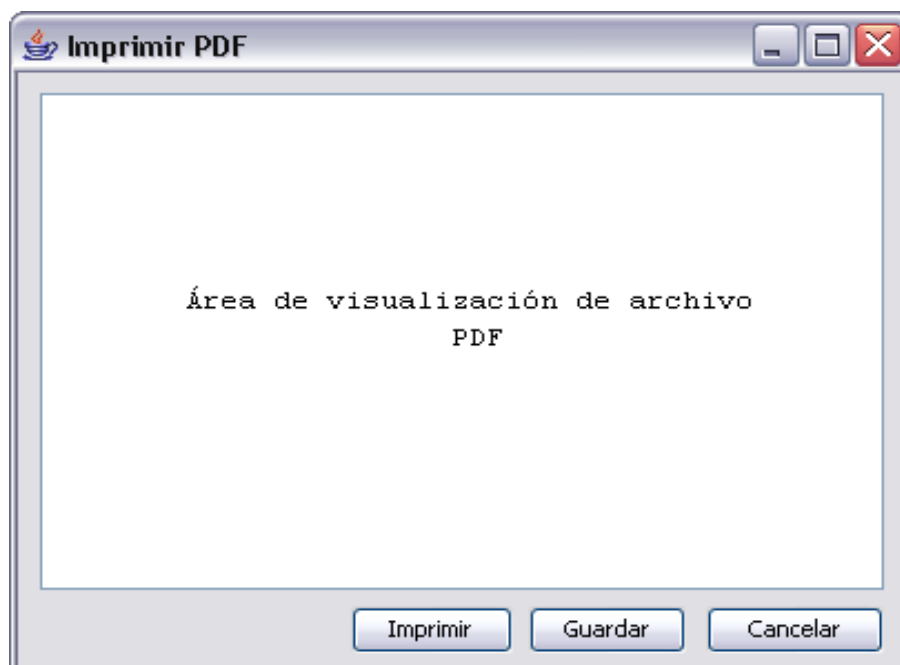 Imprimir PDF
Área de visualización de archivo
PDF
Imprimir Guardar Cancelar